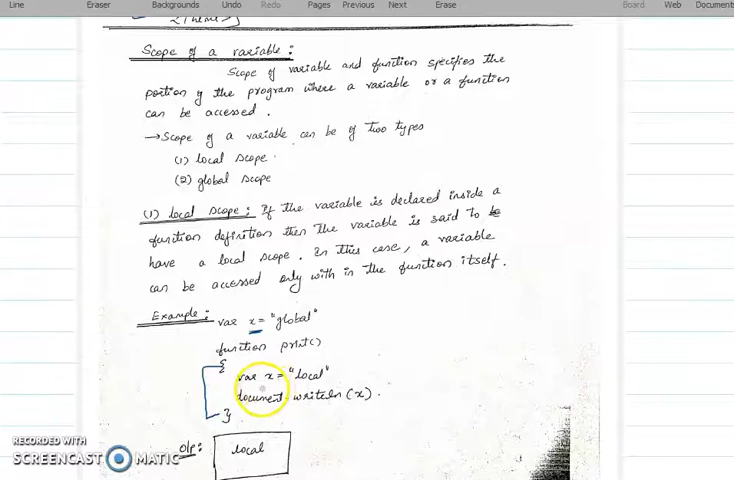 Line Eraser Backgrounds Undo Redo Pages Previous Next Erase Board Web Documents
<Theme>
Scope of a variable :
Scope of variable and function specifies the
portion of the program where a variable or a function
can be accessed .
→ Scope of a variable can be of two types
(1) local scope .
(2) global scope
(1) local scope : If the variable is declared inside a
function definition then the variable is said to be
have a local scope . In this case, a variable
can be accessed only with in the function itself .
Example : var x = "global"
function print()
{
var x = "local"
document . writeln (x) .
}
O/p : local
RECORDED WITH
SCREENCAST MATIC